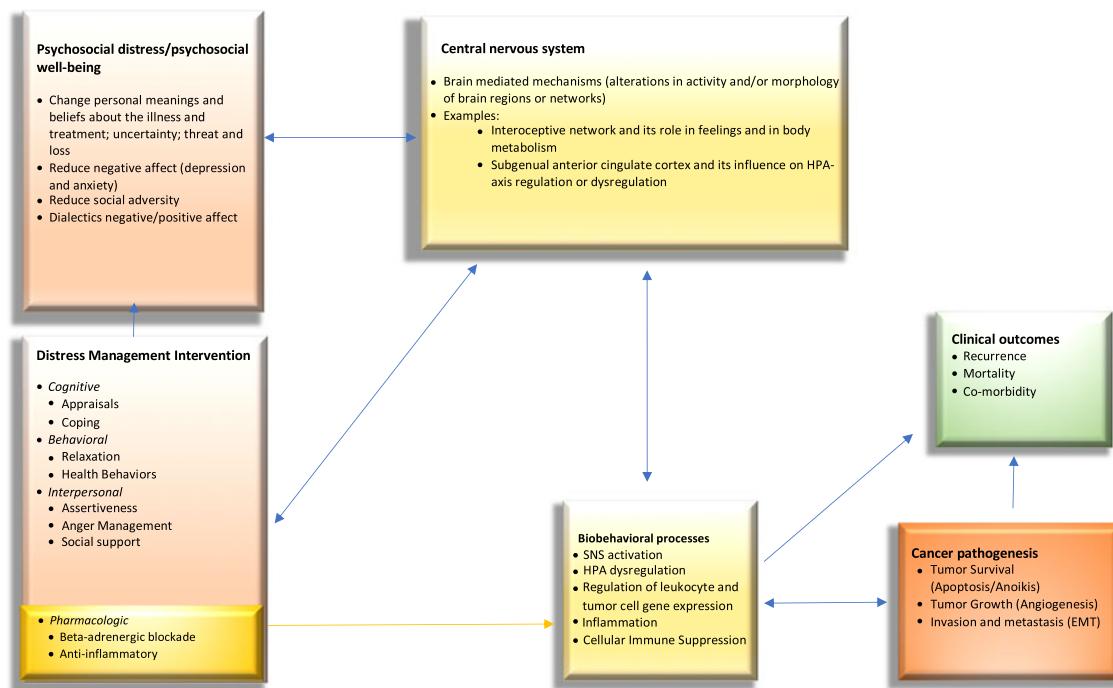 Psychosocial distress/psychosocial
well-being
• Change personal meanings and
beliefs about the illness and
treatment; uncertainty; threat and
loss
• Reduce negative affect (depression
and anxiety)
• Reduce social adversity
• Dialectics negative/positive affect
Central nervous system
• Brain mediated mechanisms (alterations in activity and/or morphology
of brain regions or networks)
• Examples:
• Interoceptive network and its role in feelings and in body
metabolism
• Subgenual anterior cingulate cortex and its influence on HPA-
axis regulation or dysregulation
Distress Management Intervention
• Cognitive
• Appraisals
• Coping
• Behavioral
• Relaxation
• Health Behaviors
• Interpersonal
• Assertiveness
• Anger Management
• Social support
• Pharmacologic
• Beta-adrenergic blockade
• Anti-inflammatory
Biobehavioral processes
• SNS activation
• HPA dysregulation
• Regulation of leukocyte and
tumor cell gene expression
• Inflammation
• Cellular Immune Suppression
Clinical outcomes
• Recurrence
• Mortality
• Co-morbidity
Cancer pathogenesis
• Tumor Survival
(Apoptosis/Anoikis)
• Tumor Growth (Angiogenesis)
• Invasion and metastasis (EMT)